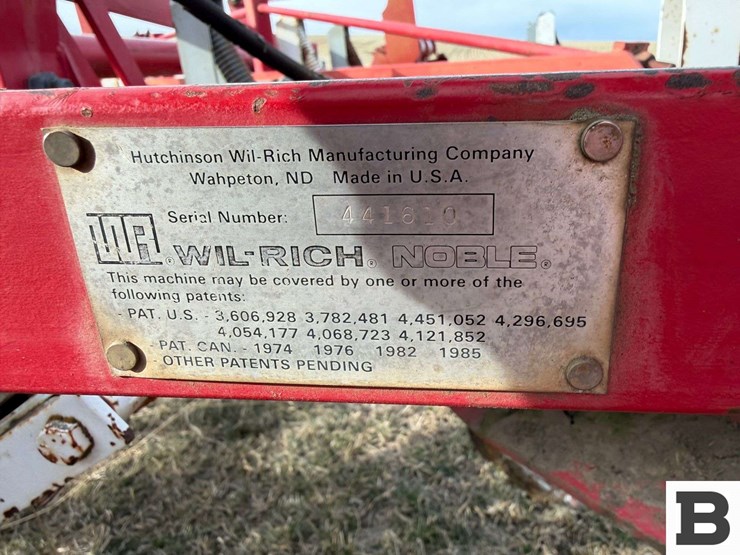 Hutchinson Wil-Rich Manufacturing Company
Wahpeton, ND Made in U.S.A.
Serial Number: 441810
WR® WIL-RICH® NOBLE®
This machine may be covered by one or more of the
following patents:
- PAT. U.S. - 3,606,928 3,782,481 4,451,052 4,296,695
4,054,177 4,068,723 4,121,852
- PAT. CAN. - 1974 1976 1982 1985
- OTHER PATENTS PENDING
B